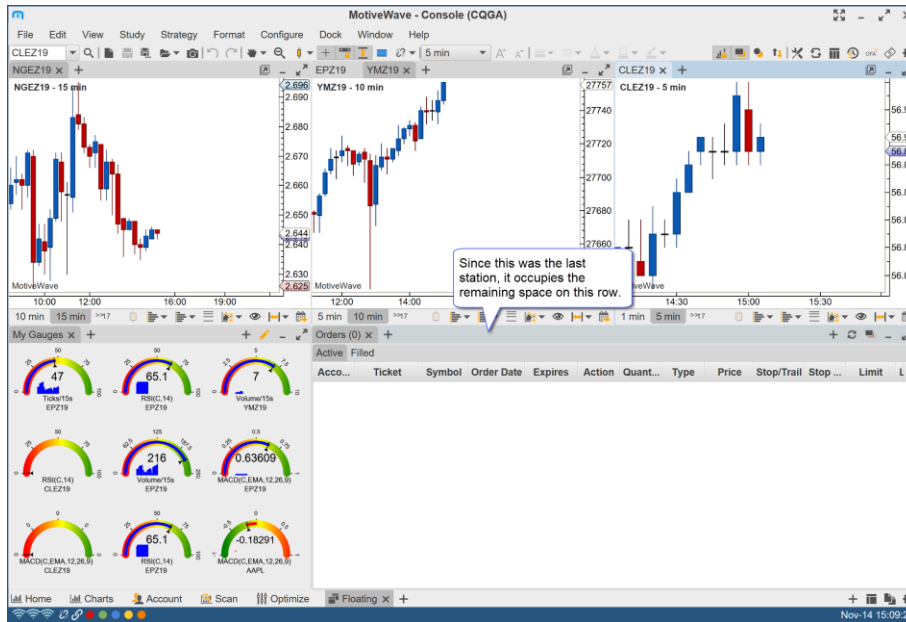 MotiveWave - Console (CQGA)
File Edit View Study Strategy Format Configure Dock Window Help
CLEZ19 5 min
NGEZ19 EPZ19 YMZ19 CLEZ19
NGEZ19 - 15 min YMZ19 - 10 min CLEZ19 - 5 min
2.696
2.690
2.680
2.670
2.660
2.650
2.644
2.640
2.630
2.625
27757
27740
27720
27700
27680
27660
Since this was the last
station, it occupies the
remaining space on this row.
MotiveWave MotiveWave
10:00 12:00 16:00 19:00 12:00 14:00 14:30 15:00 15:30
10 min 15 min 5 min 10 min 1 min 5 min
My Gauges Orders (0)
Active Filled
Acco... Ticket Symbol Order Date Expires Action Quant... Type Price Stop/Trail Stop ... Limit
47 65.1 7
Ticks/15s RSI(C,14) Volume/15s
EPZ19 EPZ19 YMZ19
216 0.63609
RSI(C,14) Volume/15s MACD(C,EMA,12,26,9)
CLEZ19 EPZ19 EPZ19
65.1 -0.18291
MACD(C,EMA,12,26,9) RSI(C,14) MACD(C,EMA,12,26,9)
CLEZ19 EPZ19 AAPL
Home Charts Account Scan Optimize Floating
Nov-14 15:09:2